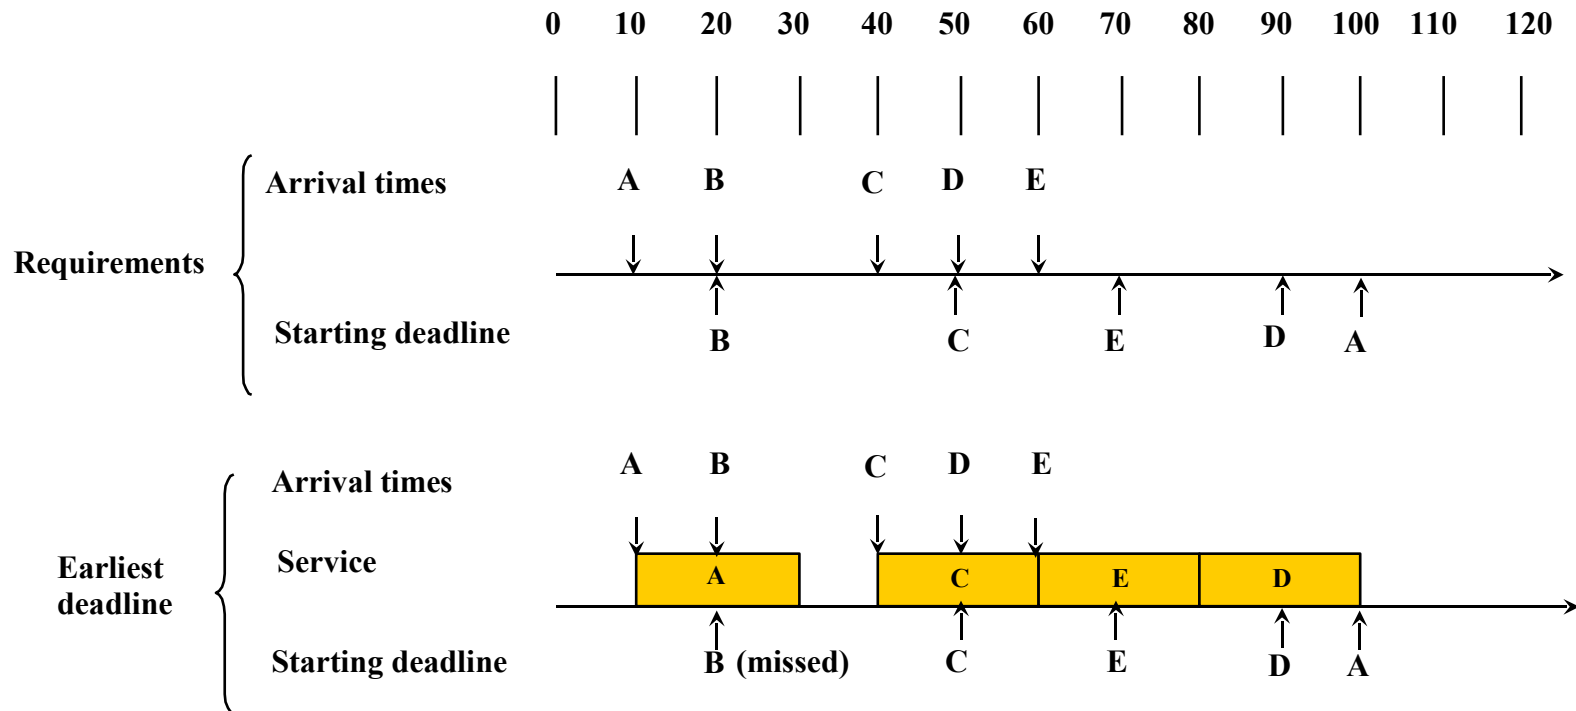 0 10 20 30 40 50 60 70 80 90 100 110 120
Arrival times A B C D E
Requirements
Starting deadline B C E D A
Arrival times A B C D E
Service A C E D
Earliest
deadline
Starting deadline B (missed) C E D A